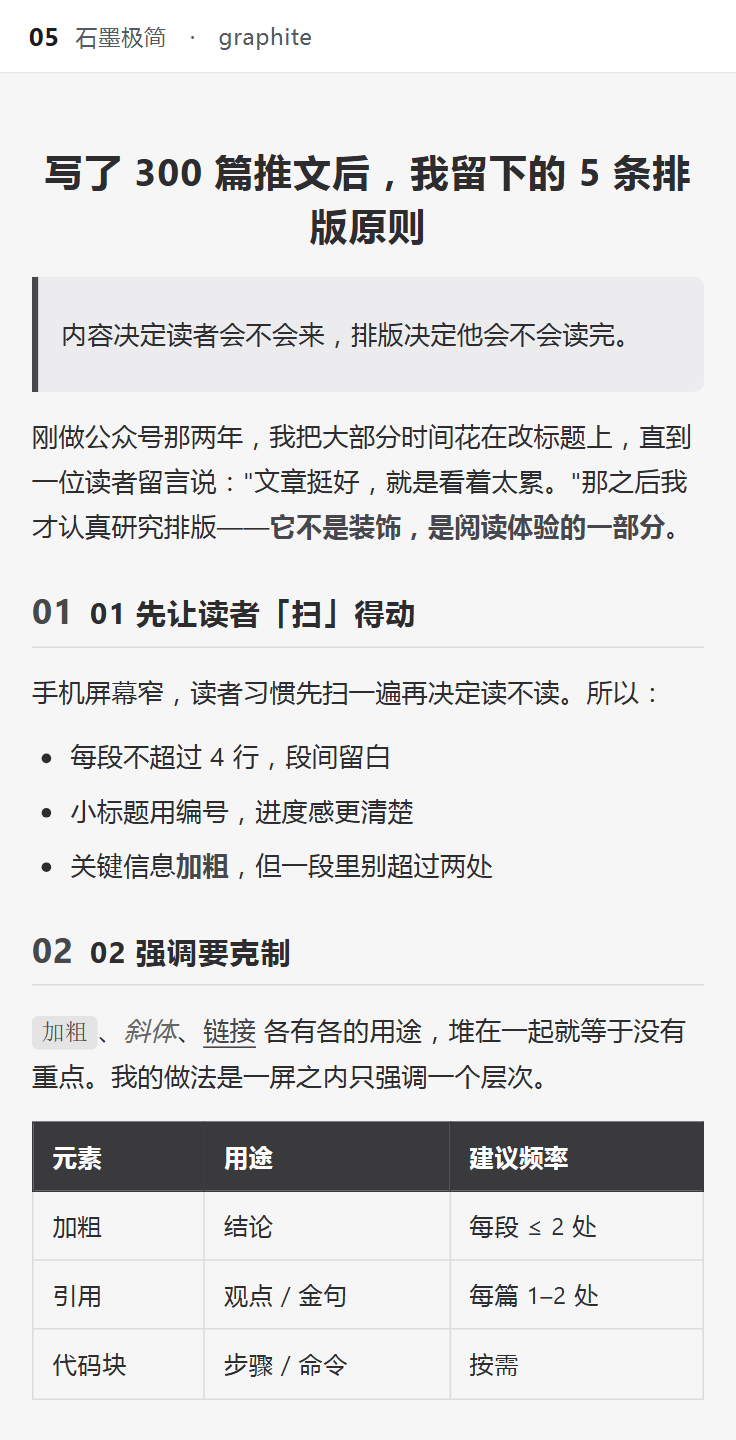 05 石墨极简 · graphite
写了 300 篇推文后，我留下的 5 条排
版原则
内容决定读者会不会来，排版决定他会不会读完。
刚做公众号那两年，我把大部分时间花在改标题上，直到
一位读者留言说："文章挺好，就是看着太累。"那之后我
才认真研究排版——它不是装饰，是阅读体验的一部分。
01 01 先让读者「扫」得动
手机屏幕窄，读者习惯先扫一遍再决定读不读。所以：
• 每段不超过 4 行，段间留白
• 小标题用编号，进度感更清楚
• 关键信息加粗，但一段里别超过两处
02 02 强调要克制
加粗、斜体、链接 各有各的用途，堆在一起就等于没有
重点。我的做法是一屏之内只强调一个层次。
元素 用途 建议频率
加粗 结论 每段 ≤ 2 处
引用 观点 / 金句 每篇 1–2 处
代码块 步骤 / 命令 按需